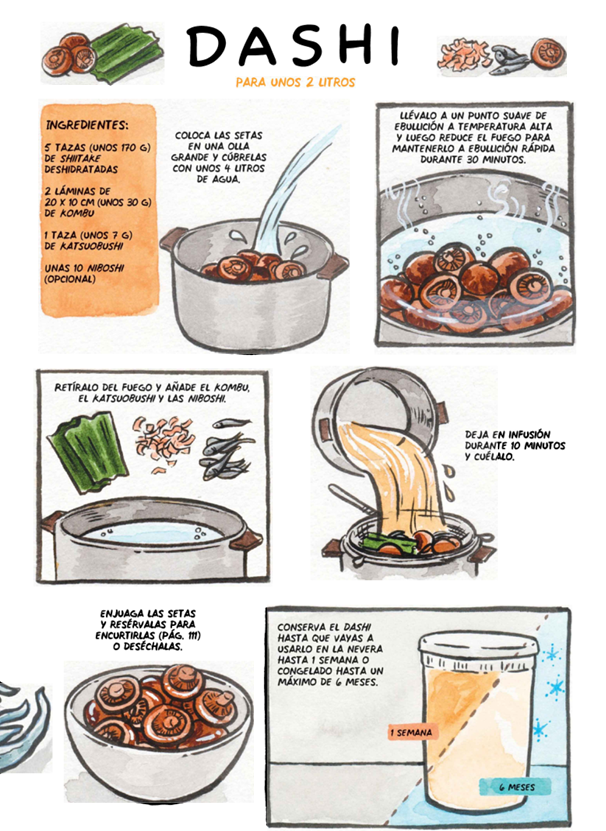 DASHI
PARA UNOS 2 LITROS
INGREDIENTES:
5 TAZAS (UNOS 170 G)
DE SHIITAKE
DESHIDRATADAS
2 LÁMINAS DE
20 X 10 CM (UNOS 30 G)
DE KOMBU
1 TAZA (UNOS 7 G)
DE KATSUOBUSHI
UNAS 10 NIBOSHI
(OPCIONAL)
COLOCA LAS SETAS
EN UNA OLLA
GRANDE Y CÚBRELAS
CON UNOS 4 LITROS
DE AGUA.
LLÉVALO A UN PUNTO SUAVE DE
EBULLICIÓN A TEMPERATURA ALTA
Y LUEGO REDUCE EL FUEGO PARA
MANTENERLO A EBULLICIÓN RÁPIDA
DURANTE 30 MINUTOS.
RETÍRALO DEL FUEGO Y AÑADE EL KOMBU,
EL KATSUOBUSHI Y LAS NIBOSHI.
DEJA EN INFUSIÓN
DURANTE 10 MINUTOS
Y CUÉLALO.
ENJUAGA LAS SETAS
Y RESÉRVALAS PARA
ENCURTIRLAS (PÁG. 111)
O DESÉCHALAS.
CONSERVA EL DASHI
HASTA QUE VAYAS A
USARLO EN LA NEVERA
HASTA 1 SEMANA O
CONGELADO HASTA UN
MÁXIMO DE 6 MESES.
1 SEMANA
6 MESES